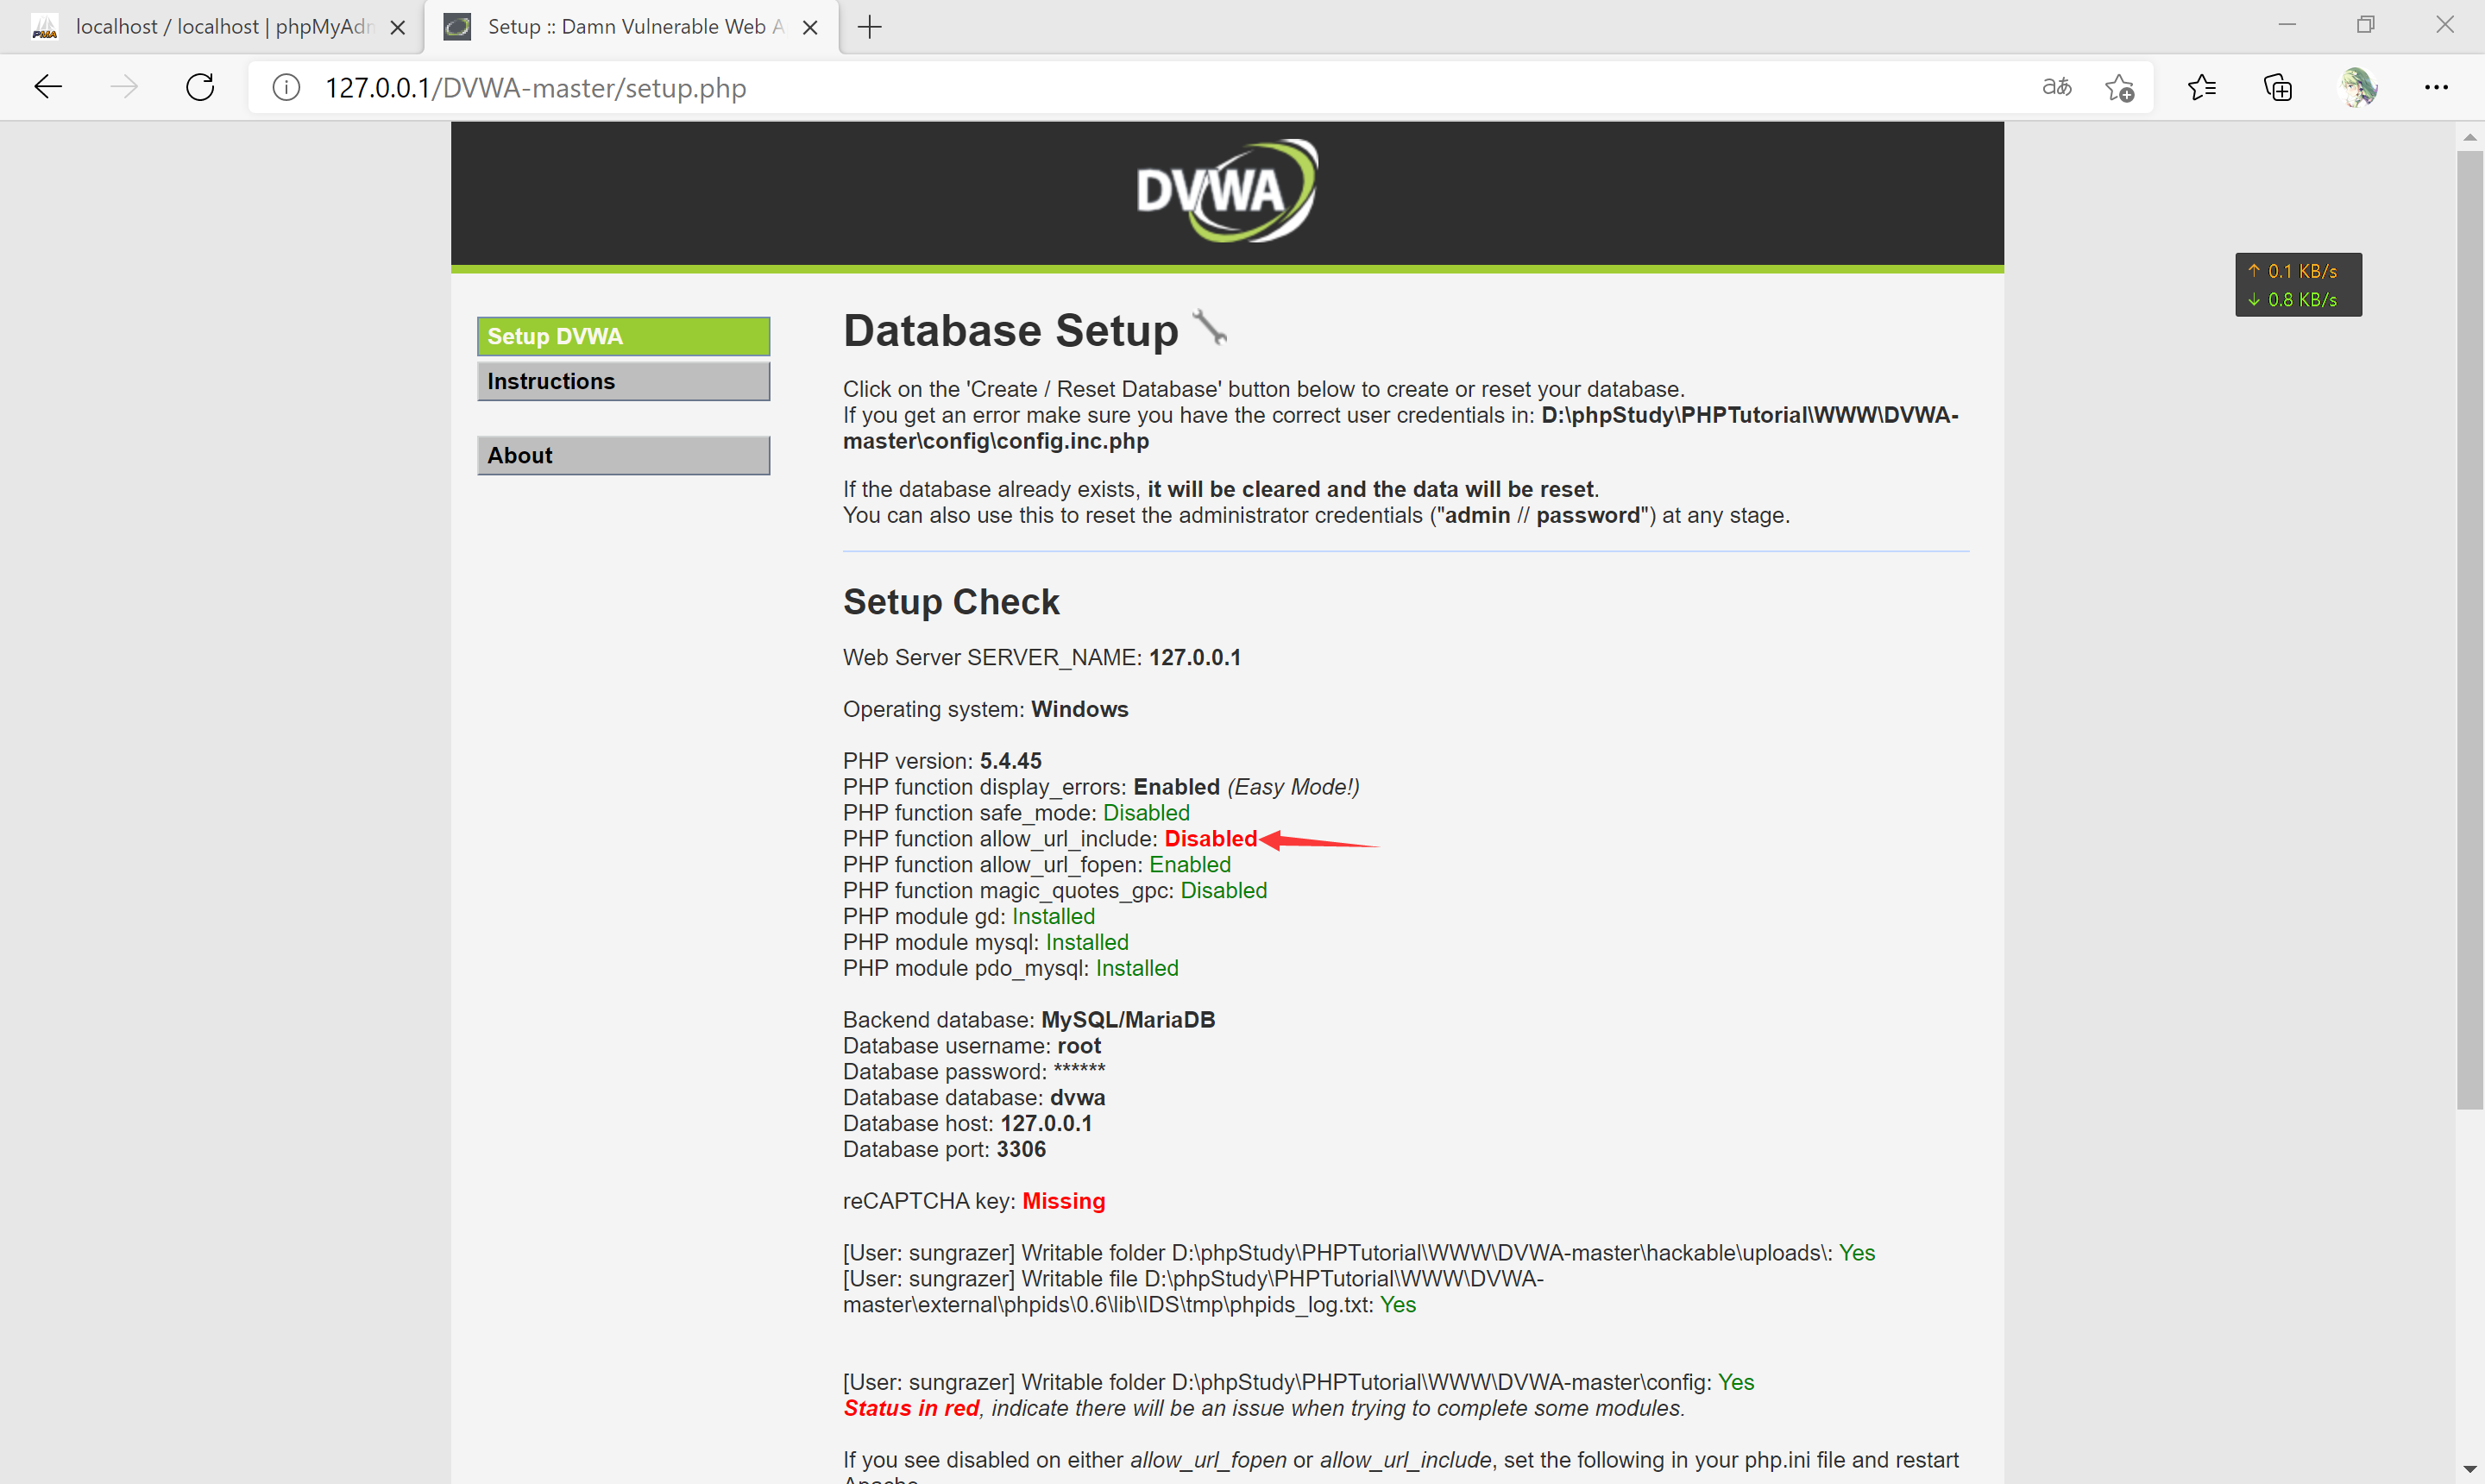 localhost / localhost | phpMyAdm
Setup :: Damn Vulnerable Web A
127.0.0.1/DVWA-master/setup.php
aあ
DVWA
↑ 0.1 KB/s
↓ 0.8 KB/s
Setup DVWA
Instructions
About
Database Setup
Click on the 'Create / Reset Database' button below to create or reset your database.
If you get an error make sure you have the correct user credentials in: D:\phpStudy\PHPTutorial\WWW\DVWA-
master\config\config.inc.php
If the database already exists, it will be cleared and the data will be reset.
You can also use this to reset the administrator credentials ("admin // password") at any stage.
Setup Check
Web Server SERVER_NAME: 127.0.0.1
Operating system: Windows
PHP version: 5.4.45
PHP function display_errors: Enabled (Easy Mode!)
PHP function safe_mode: Disabled
PHP function allow_url_include: Disabled
PHP function allow_url_fopen: Enabled
PHP function magic_quotes_gpc: Disabled
PHP module gd: Installed
PHP module mysql: Installed
PHP module pdo_mysql: Installed
Backend database: MySQL/MariaDB
Database username: root
Database password: ******
Database database: dvwa
Database host: 127.0.0.1
Database port: 3306
reCAPTCHA key: Missing
[User: sungrazer] Writable folder D:\phpStudy\PHPTutorial\WWW\DVWA-master\hackable\uploads\: Yes
[User: sungrazer] Writable file D:\phpStudy\PHPTutorial\WWW\DVWA-
master\external\phpids\0.6\lib\IDS\tmp\phpids_log.txt: Yes
[User: sungrazer] Writable folder D:\phpStudy\PHPTutorial\WWW\DVWA-master\config: Yes
Status in red, indicate there will be an issue when trying to complete some modules.
If you see disabled on either allow_url_fopen or allow_url_include, set the following in your php.ini file and restart